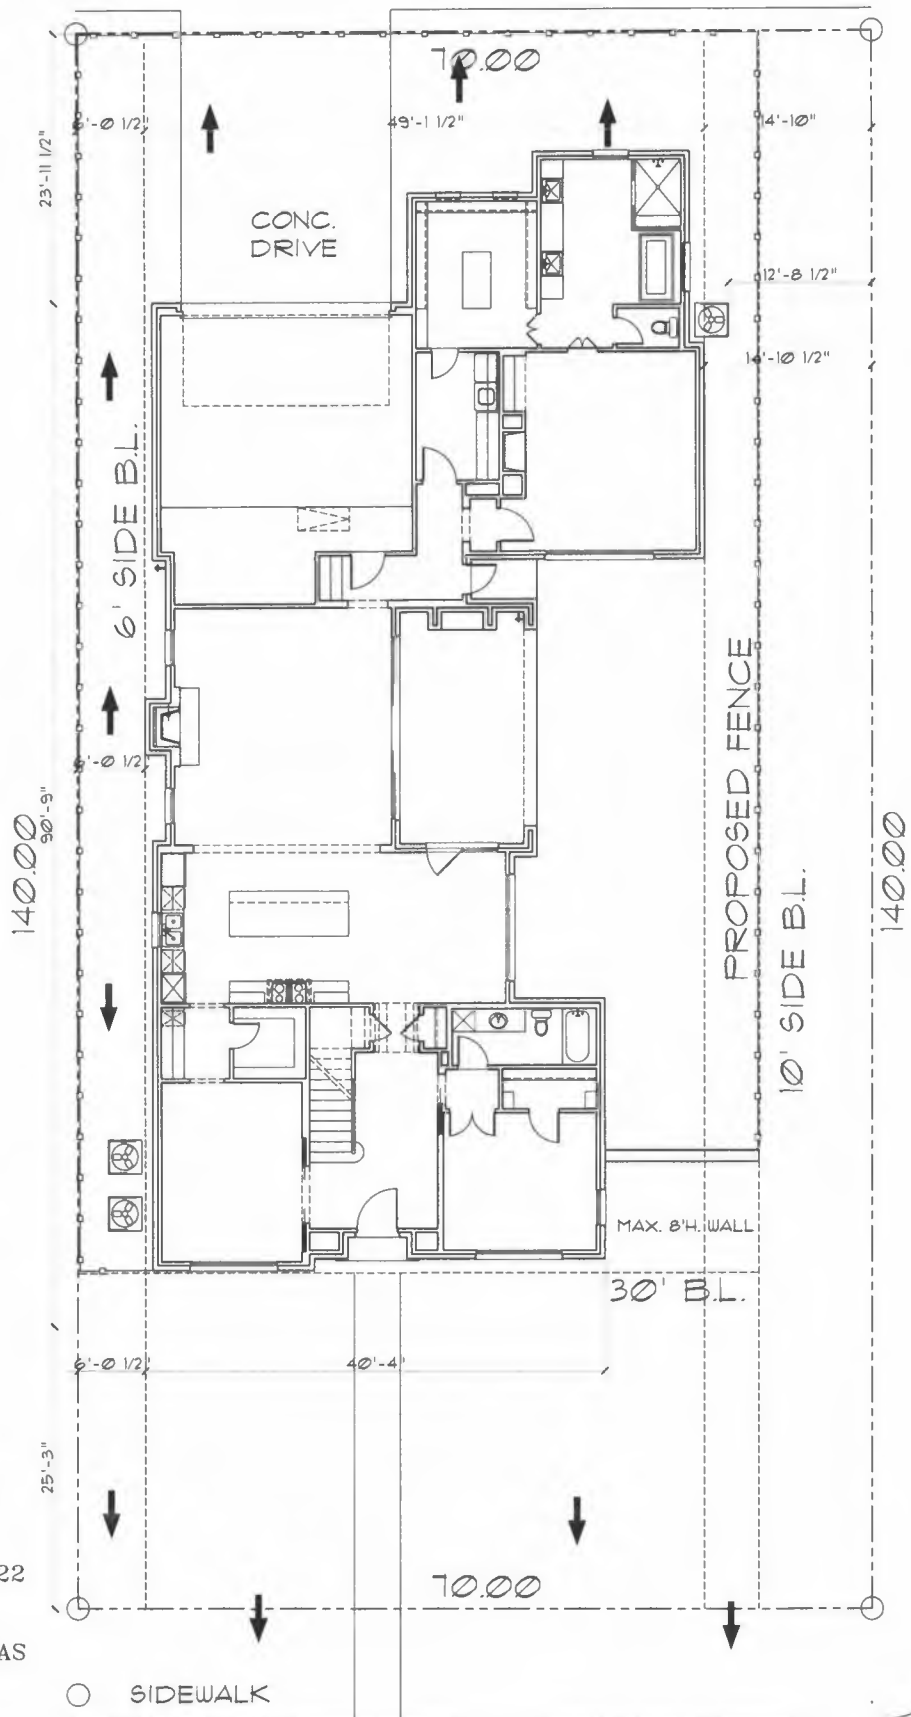 70.00
6'-0 1/2
49'-1 1/2"
14'-10"
23'-11 1/2"
CONC.
DRIVE
12'-8 1/2"
14'-10 1/2"
6' SIDE B.L.
PROPOSED FENCE
6'-0 1/2
140.00
90'-9"
140.00
10' SIDE B.L.
MAX. 8'H. WALL
30' B.L.
6'-0 1/2
40'-4
25'-3"
22
70.00
AS
SIDEWALK